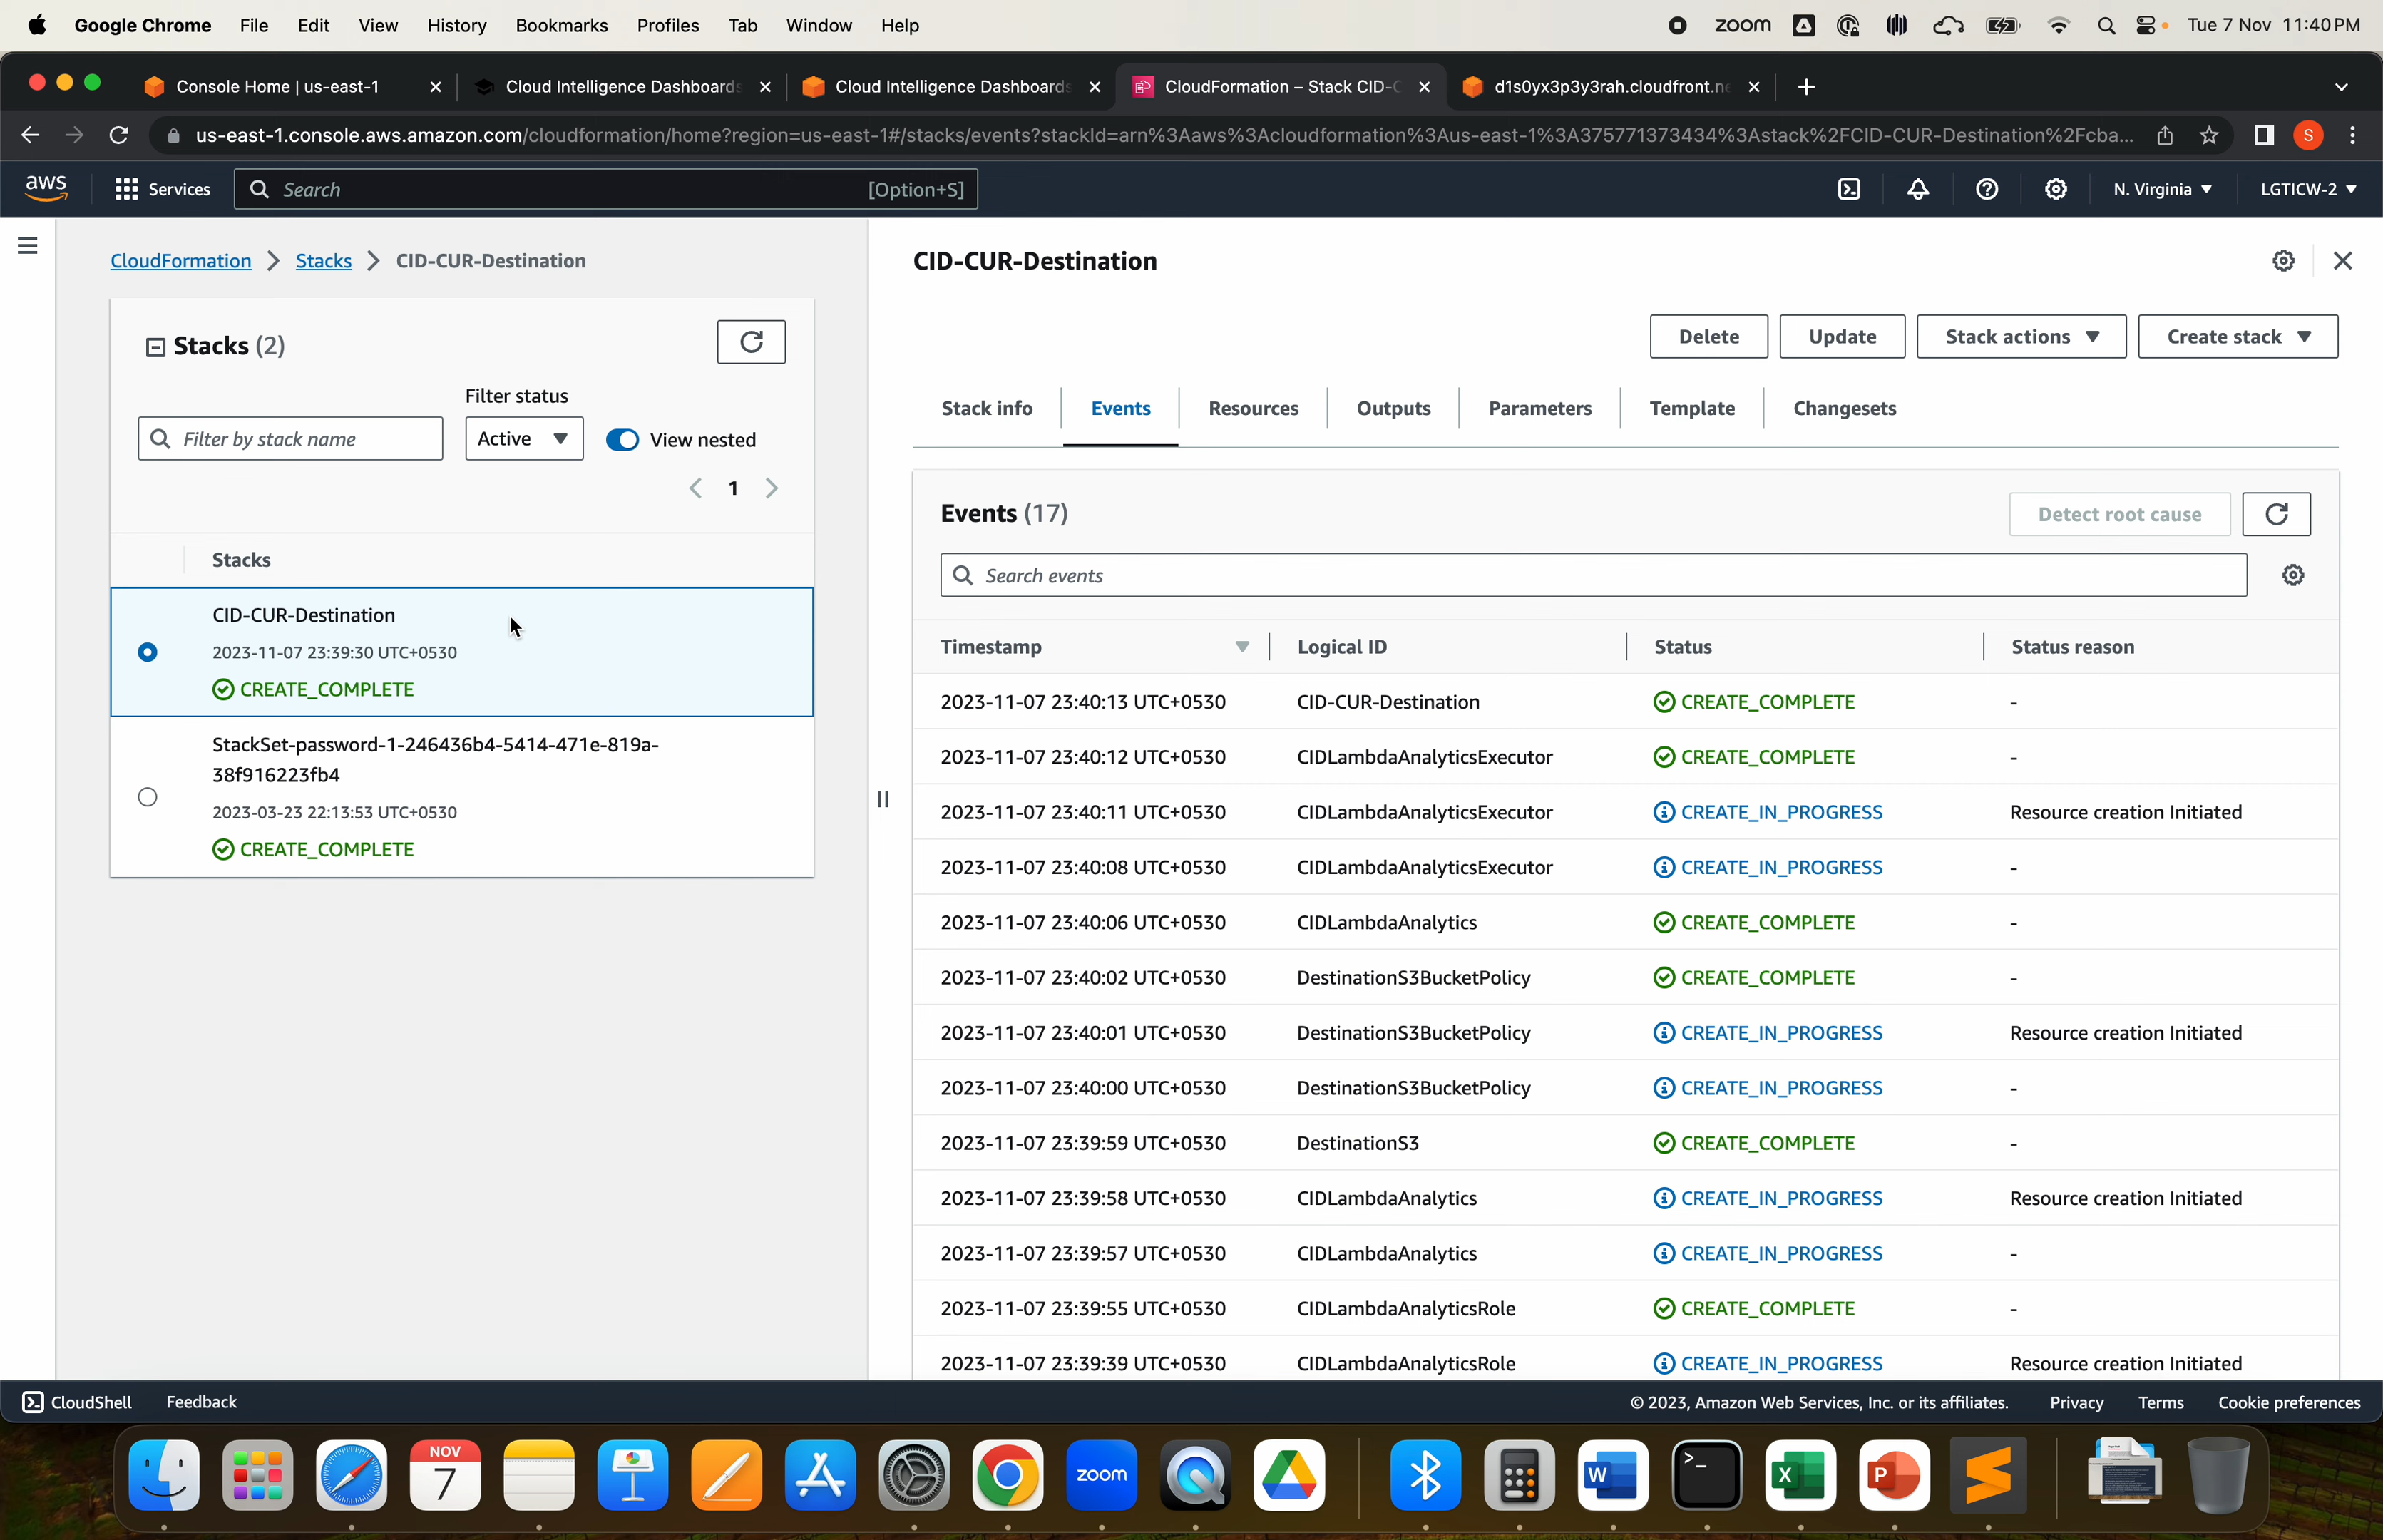 Google Chrome File Edit View History Bookmarks Profiles Tab Window Help zoom Tue 7 Nov 11:40 PM
Console Home | us-east-1 Cloud Intelligence Dashboards Cloud Intelligence Dashboards CloudFormation – Stack CID-C d1s0yx3p3y3rah.cloudfront.ne
us-east-1.console.aws.amazon.com/cloudformation/home?region=us-east-1#/stacks/events?stackId=arn%3Aaws%3Acloudformation%3Aus-east-1%3A375771373434%3Astack%2FCID-CUR-Destination%2Fcba... S
aws Services Search [Option+S] N. Virginia LGTICW-2
CloudFormation Stacks CID-CUR-Destination
Stacks (2)
Filter status
Filter by stack name Active View nested
1
Stacks
CID-CUR-Destination
2023-11-07 23:39:30 UTC+0530
CREATE_COMPLETE
StackSet-password-1-246436b4-5414-471e-819a-
38f916223fb4
2023-03-23 22:13:53 UTC+0530
CREATE_COMPLETE
CID-CUR-Destination
Delete Update Stack actions Create stack
Stack info Events Resources Outputs Parameters Template Changesets
Events (17) Detect root cause
Search events
Timestamp Logical ID Status Status reason
2023-11-07 23:40:13 UTC+0530 CID-CUR-Destination CREATE_COMPLETE -
2023-11-07 23:40:12 UTC+0530 CIDLambdaAnalyticsExecutor CREATE_COMPLETE -
2023-11-07 23:40:11 UTC+0530 CIDLambdaAnalyticsExecutor CREATE_IN_PROGRESS Resource creation Initiated
2023-11-07 23:40:08 UTC+0530 CIDLambdaAnalyticsExecutor CREATE_IN_PROGRESS -
2023-11-07 23:40:06 UTC+0530 CIDLambdaAnalytics CREATE_COMPLETE -
2023-11-07 23:40:02 UTC+0530 DestinationS3BucketPolicy CREATE_COMPLETE -
2023-11-07 23:40:01 UTC+0530 DestinationS3BucketPolicy CREATE_IN_PROGRESS Resource creation Initiated
2023-11-07 23:40:00 UTC+0530 DestinationS3BucketPolicy CREATE_IN_PROGRESS -
2023-11-07 23:39:59 UTC+0530 DestinationS3 CREATE_COMPLETE -
2023-11-07 23:39:58 UTC+0530 CIDLambdaAnalytics CREATE_IN_PROGRESS Resource creation Initiated
2023-11-07 23:39:57 UTC+0530 CIDLambdaAnalytics CREATE_IN_PROGRESS -
2023-11-07 23:39:55 UTC+0530 CIDLambdaAnalyticsRole CREATE_COMPLETE -
2023-11-07 23:39:39 UTC+0530 CIDLambdaAnalyticsRole CREATE_IN_PROGRESS Resource creation Initiated
CloudShell Feedback © 2023, Amazon Web Services, Inc. or its affiliates. Privacy Terms Cookie preferences
NOV
7
zoom
W
X
P